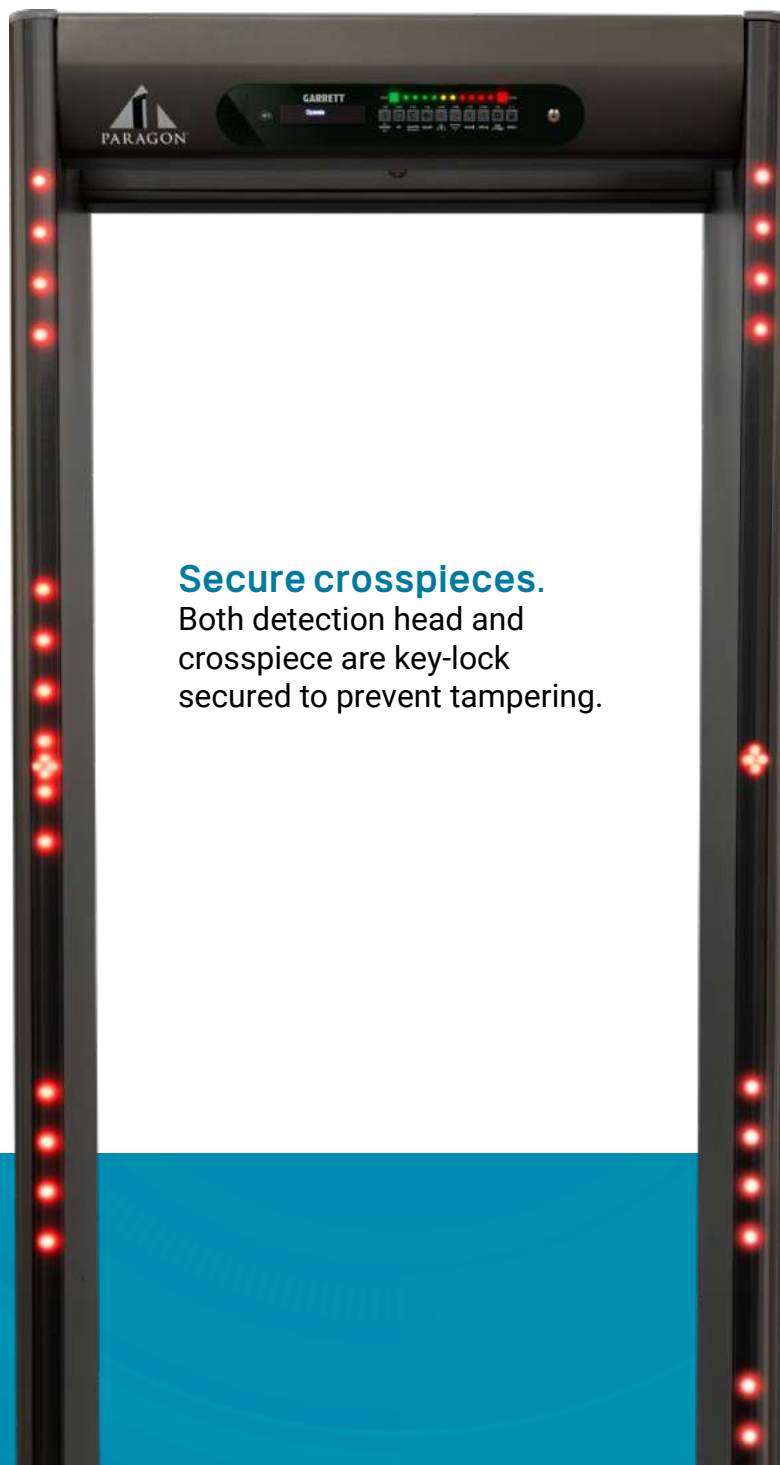 GARRETT
PARAGON
Secure crosspieces.
Both detection head and
crosspiece are key-lock
secured to prevent tampering.